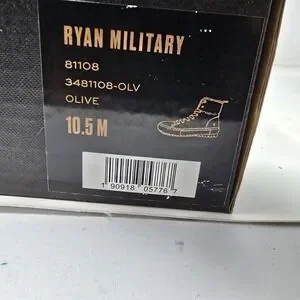 RYAN MILITARY
81108
3481108-OLV
OLIVE
10.5 M
1 90918 05776 7